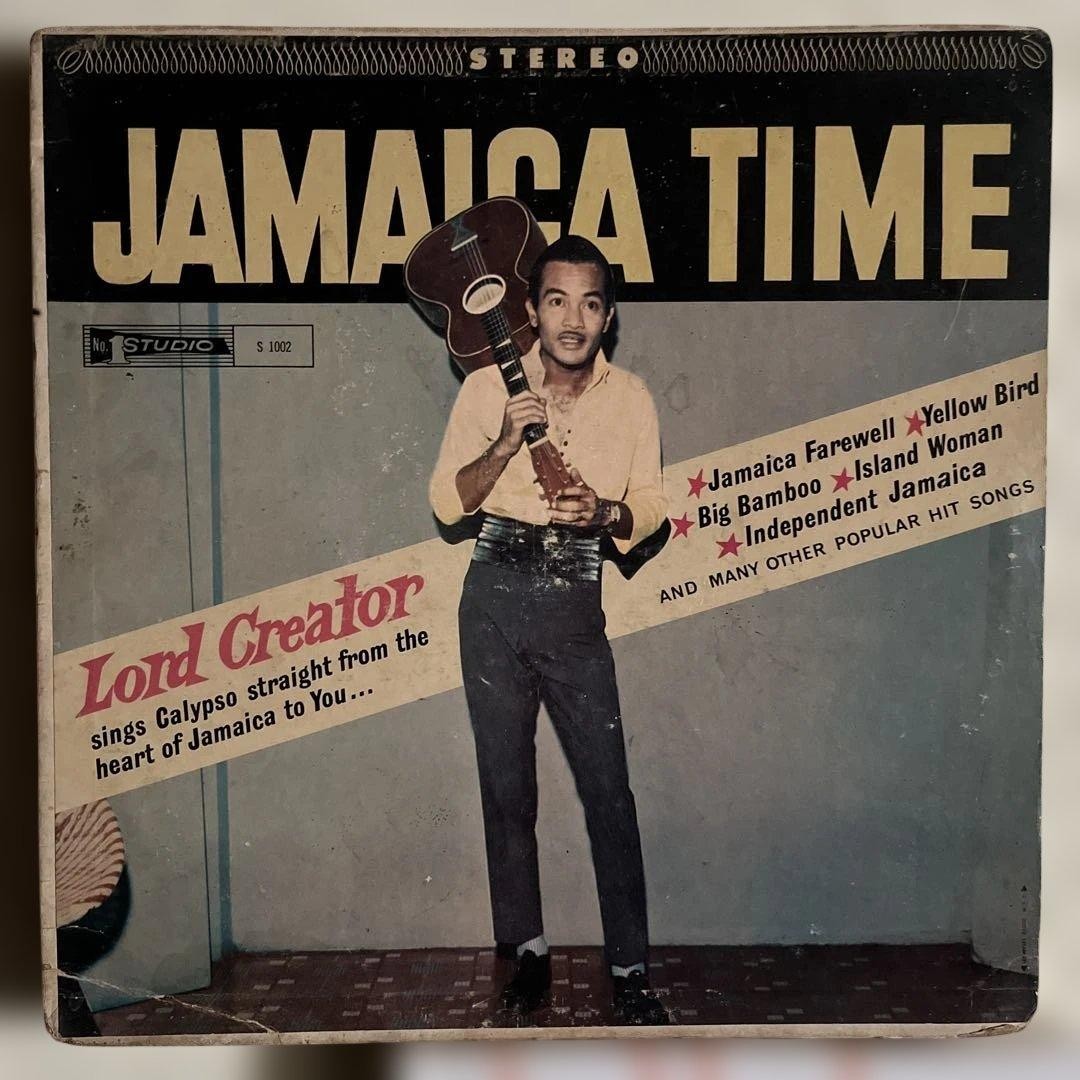 STEREO
JAMAICA TIME
No. 1 STUDIO S 1002
★Jamaica Farewell ★Yellow Bird
★Big Bamboo ★Island Woman
★Independent Jamaica
AND MANY OTHER POPULAR HIT SONGS
Lord Creator
sings Calypso straight from the
heart of Jamaica to You...